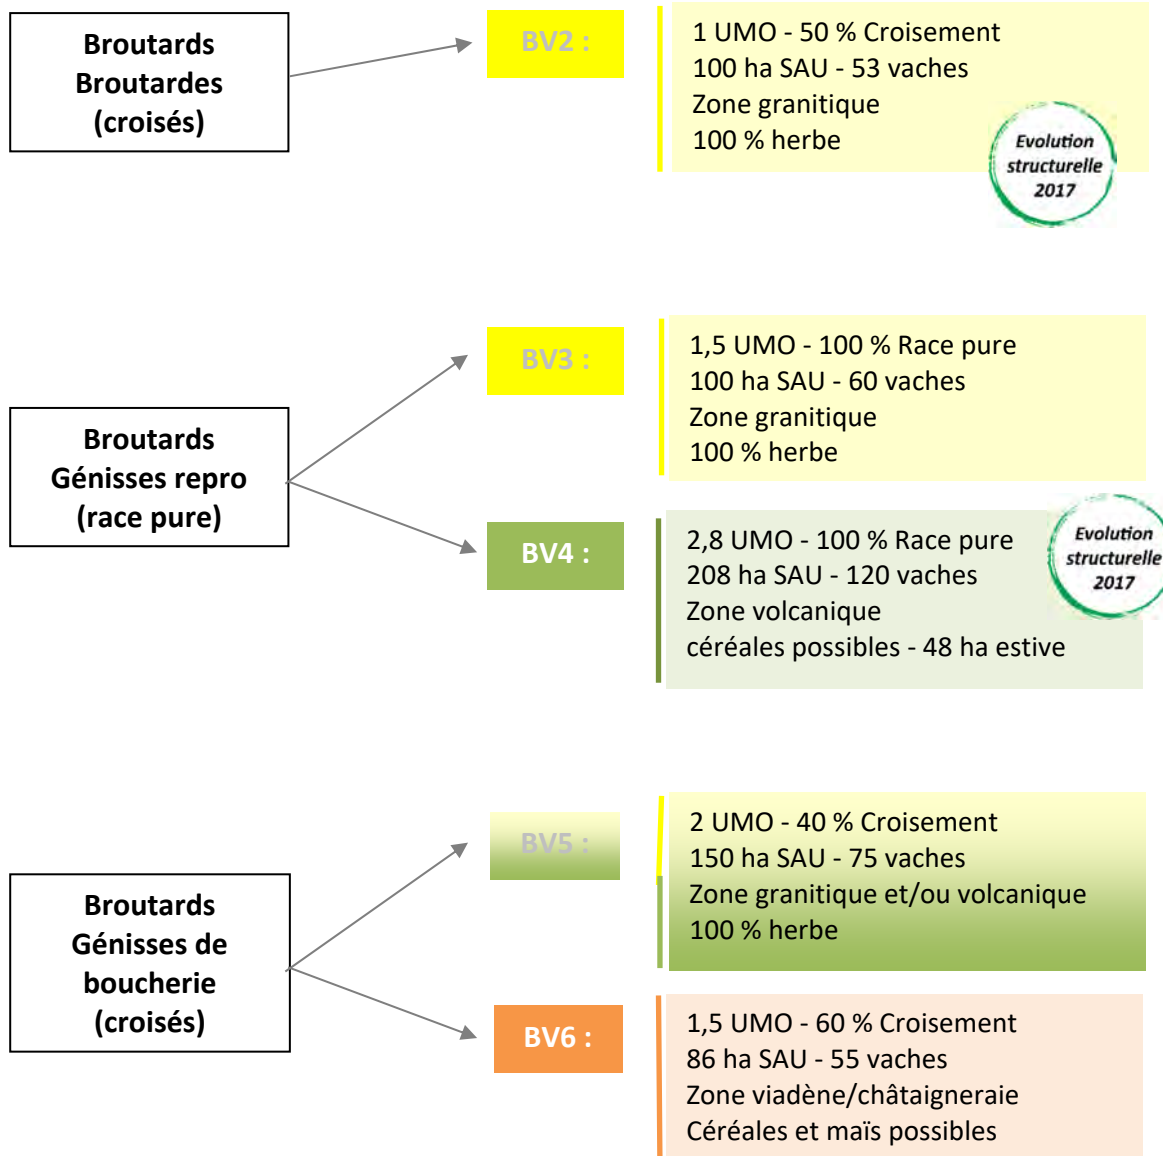 Broutards
Broutardes
(croisés)
BV2 :
1 UMO - 50 % Croisement
100 ha SAU - 53 vaches
Zone granitique
100 % herbe
Evolution
structurelle
2017
Broutards
Génisses repro
(race pure)
BV3 :
1,5 UMO - 100 % Race pure
100 ha SAU - 60 vaches
Zone granitique
100 % herbe
BV4 :
2,8 UMO - 100 % Race pure
208 ha SAU - 120 vaches
Zone volcanique
céréales possibles - 48 ha estive
Evolution
structurelle
2017
Broutards
Génisses de
boucherie
(croisés)
BV5 :
2 UMO - 40 % Croisement
150 ha SAU - 75 vaches
Zone granitique et/ou volcanique
100 % herbe
BV6 :
1,5 UMO - 60 % Croisement
86 ha SAU - 55 vaches
Zone viadène/châtaigneraie
Céréales et maïs possibles